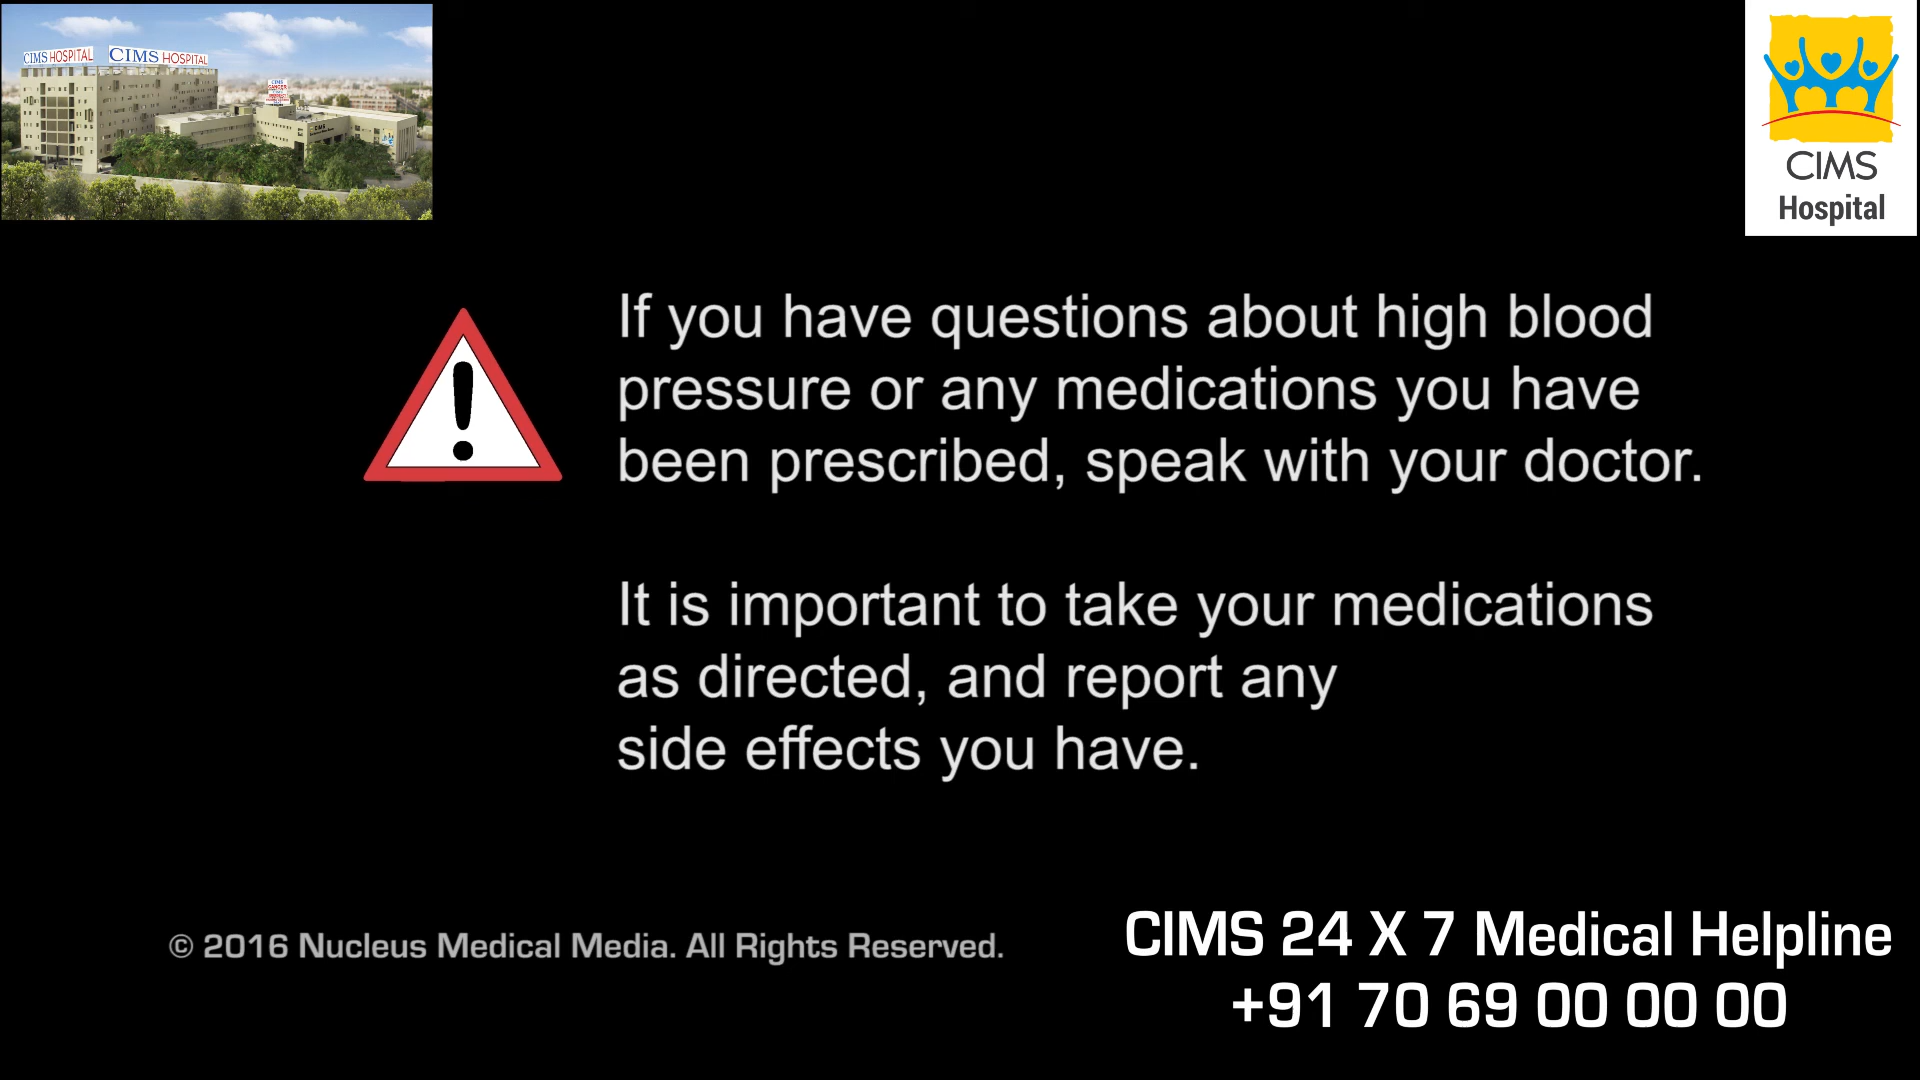 CIMS HOSPITAL CIMS HOSPITAL
CIMS
CANCER
CIMS
CIMS
Hospital
If you have questions about high blood
pressure or any medications you have
been prescribed, speak with your doctor.
It is important to take your medications
as directed, and report any
side effects you have.
© 2016 Nucleus Medical Media. All Rights Reserved.
CIMS 24 X 7 Medical Helpline
+91 70 69 00 00 00